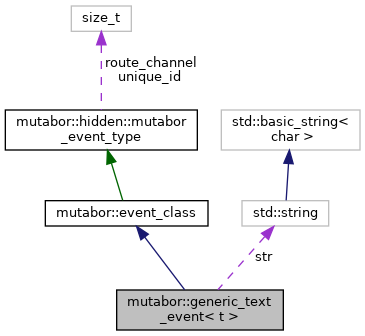 size_t
route_channel
unique_id
mutabor::hidden::mutabor
_event_type
std::basic_string<
char >
mutabor::event_class
std::string
str
mutabor::generic_text
_event< t >